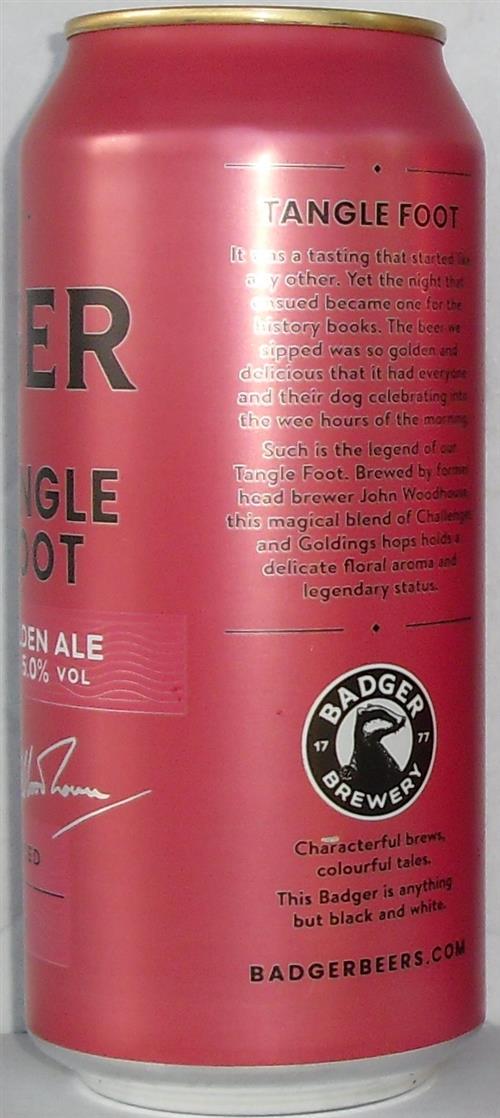 ER
NGLE
OOT
DEN ALE
5.0% VOL
ED
TANGLE FOOT
It was a tasting that started like
any other. Yet the night that
ensued became one for the
history books. The beer we
sipped was so golden and
delicious that it had everyone
and their dog celebrating into
the wee hours of the morning.
Such is the legend of our
Tangle Foot. Brewed by former
head brewer John Woodhouse,
this magical blend of Challenger
and Goldings hops holds a
delicate floral aroma and
legendary status.
BADGER
17 77
BREWERY
Characterful brews,
colourful tales.
This Badger is anything
but black and white.
BADGERBEERS.COM